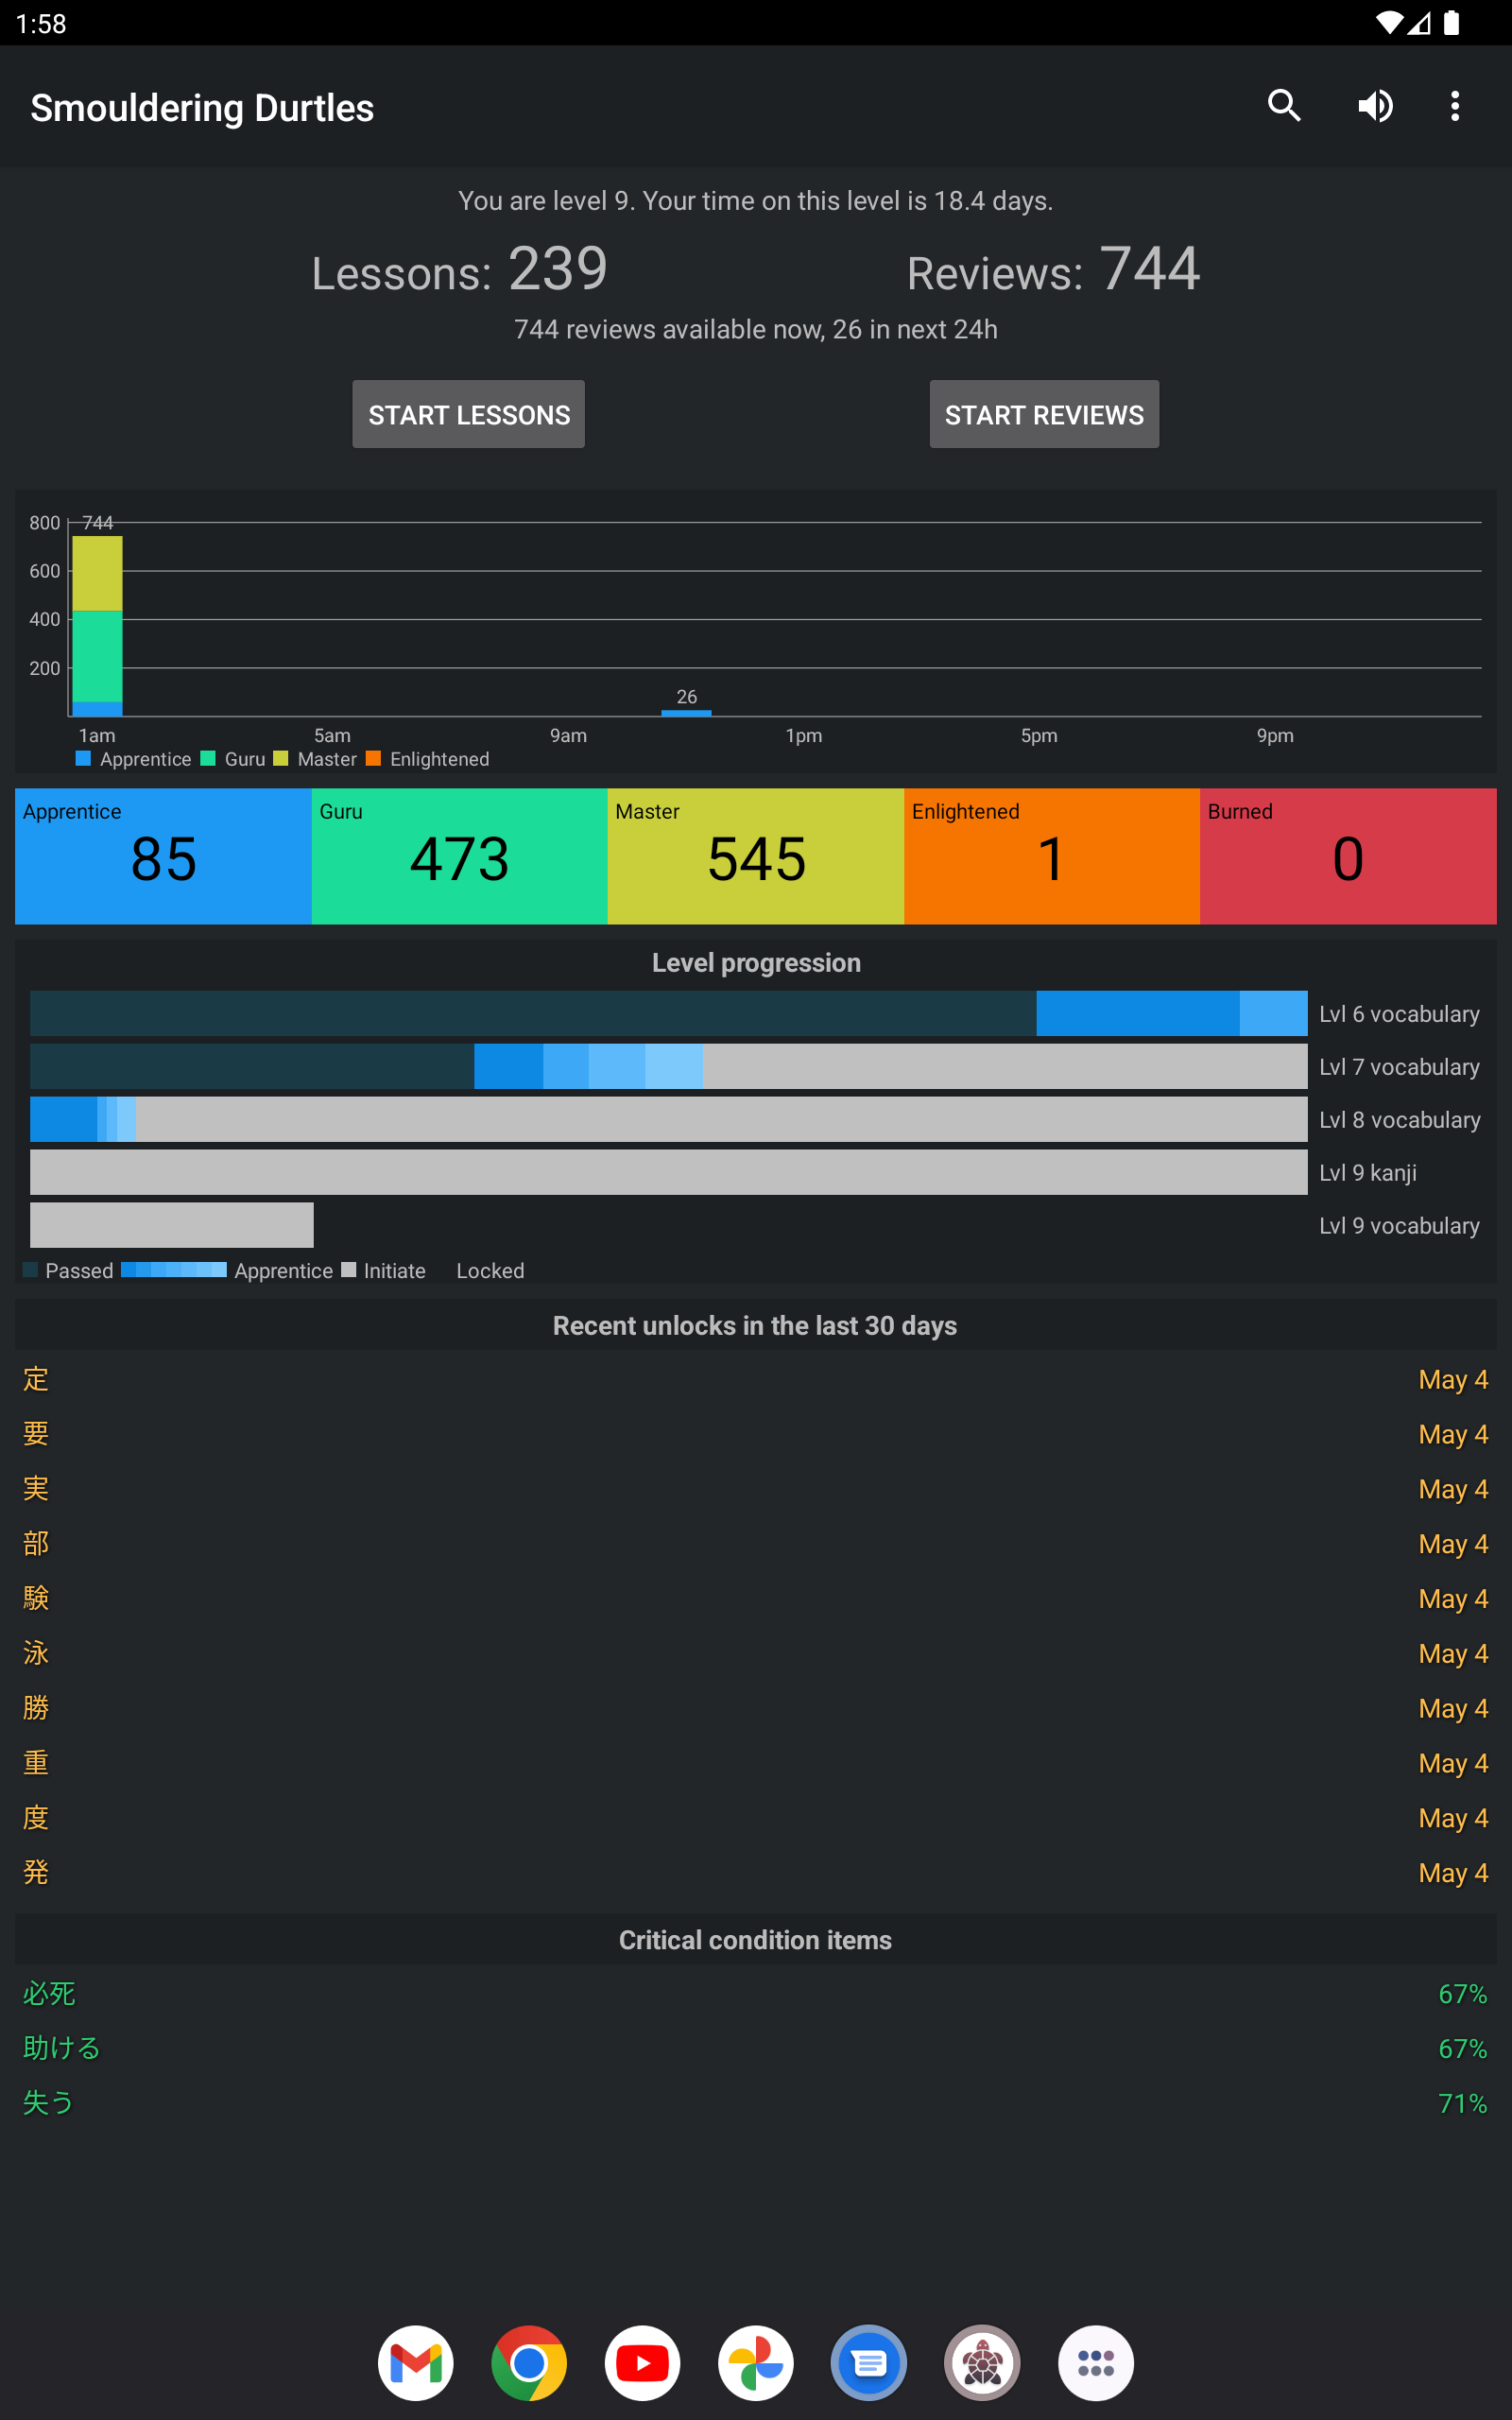 1:58
Smouldering Durtles
You are level 9. Your time on this level is 18.4 days.
Lessons: 239 Reviews: 744
744 reviews available now, 26 in next 24h
START LESSONS START REVIEWS
800 744
600
400
200
26
1am 5am 9am 1pm 5pm 9pm
Apprentice Guru Master Enlightened
Apprentice Guru Master Enlightened Burned
85 473 545 1 0
Level progression
Lvl 6 vocabulary
Lvl 7 vocabulary
Lvl 8 vocabulary
Lvl 9 kanji
Lvl 9 vocabulary
Passed Apprentice Initiate Locked
Recent unlocks in the last 30 days
定 May 4
要 May 4
実 May 4
部 May 4
験 May 4
泳 May 4
勝 May 4
重 May 4
度 May 4
発 May 4
Critical condition items
必死 67%
助ける 67%
失う 71%